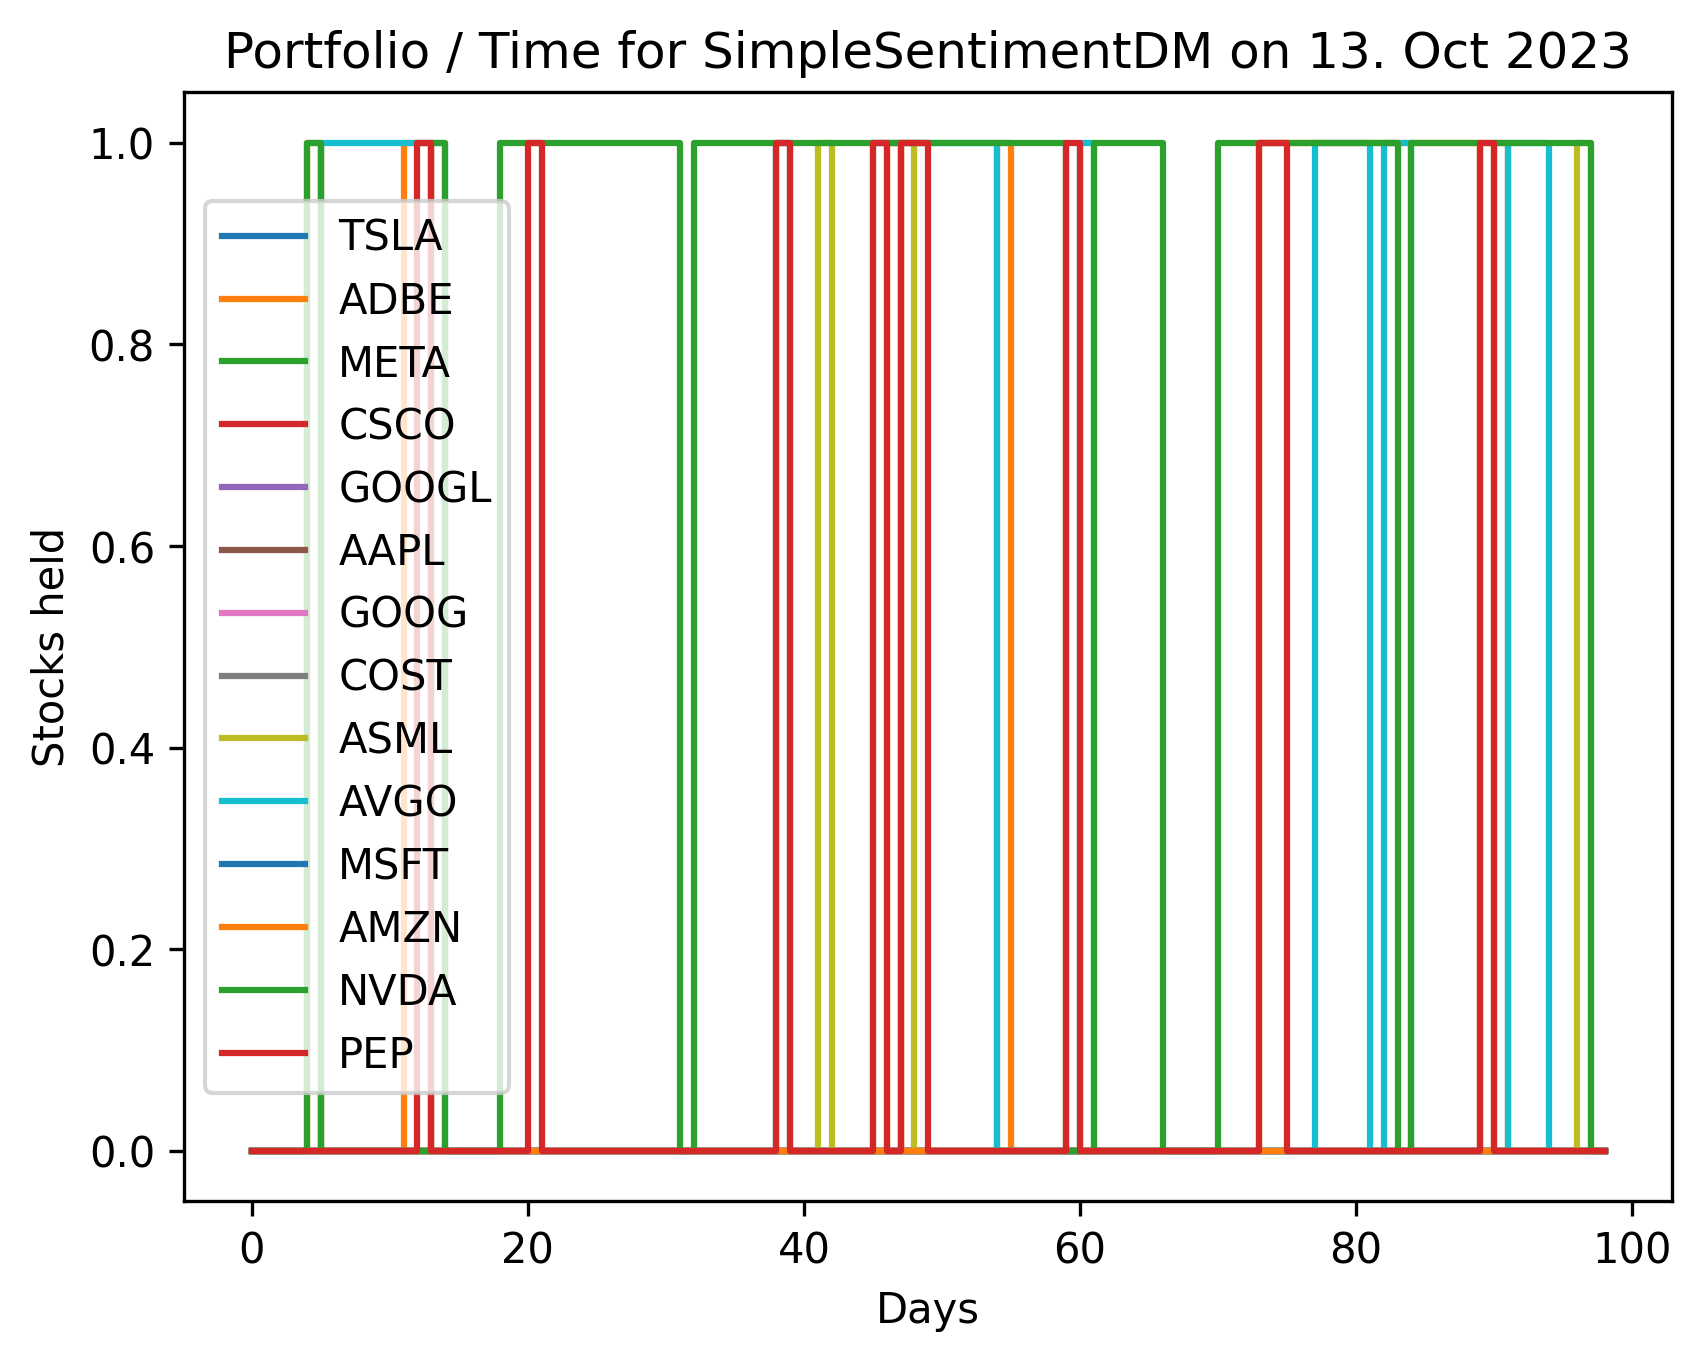 Portfolio / Time for SimpleSentimentDM on 13. Oct 2023
1.0
0.8
0.6
0.4
0.2
0.0
Stocks held
TSLA
ADBE
META
CSCO
GOOGL
AAPL
GOOG
COST
ASML
AVGO
MSFT
AMZN
NVDA
PEP
0 20 40 60 80 100
Days